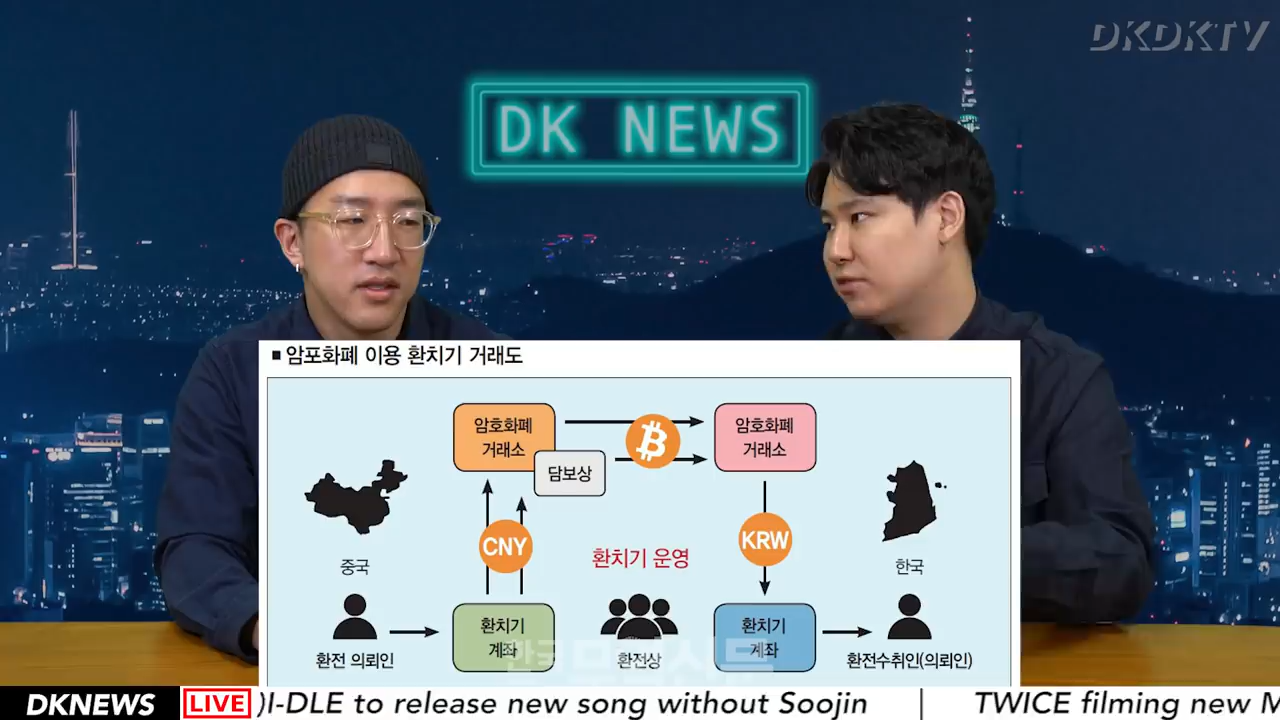 DKDKTV
DK NEWS
■ 암포화폐 이용 환치기 거래도
암호화폐
거래소
담보상
암호화폐
거래소
중국
CNY
환치기 운영
KRW
한국
환전 의뢰인
환치기
계좌
환전상
환치기
계좌
환전수취인(의뢰인)
DKNEWS
LIVE
)I-DLE to release new song without Soojin
TWICE filming new M